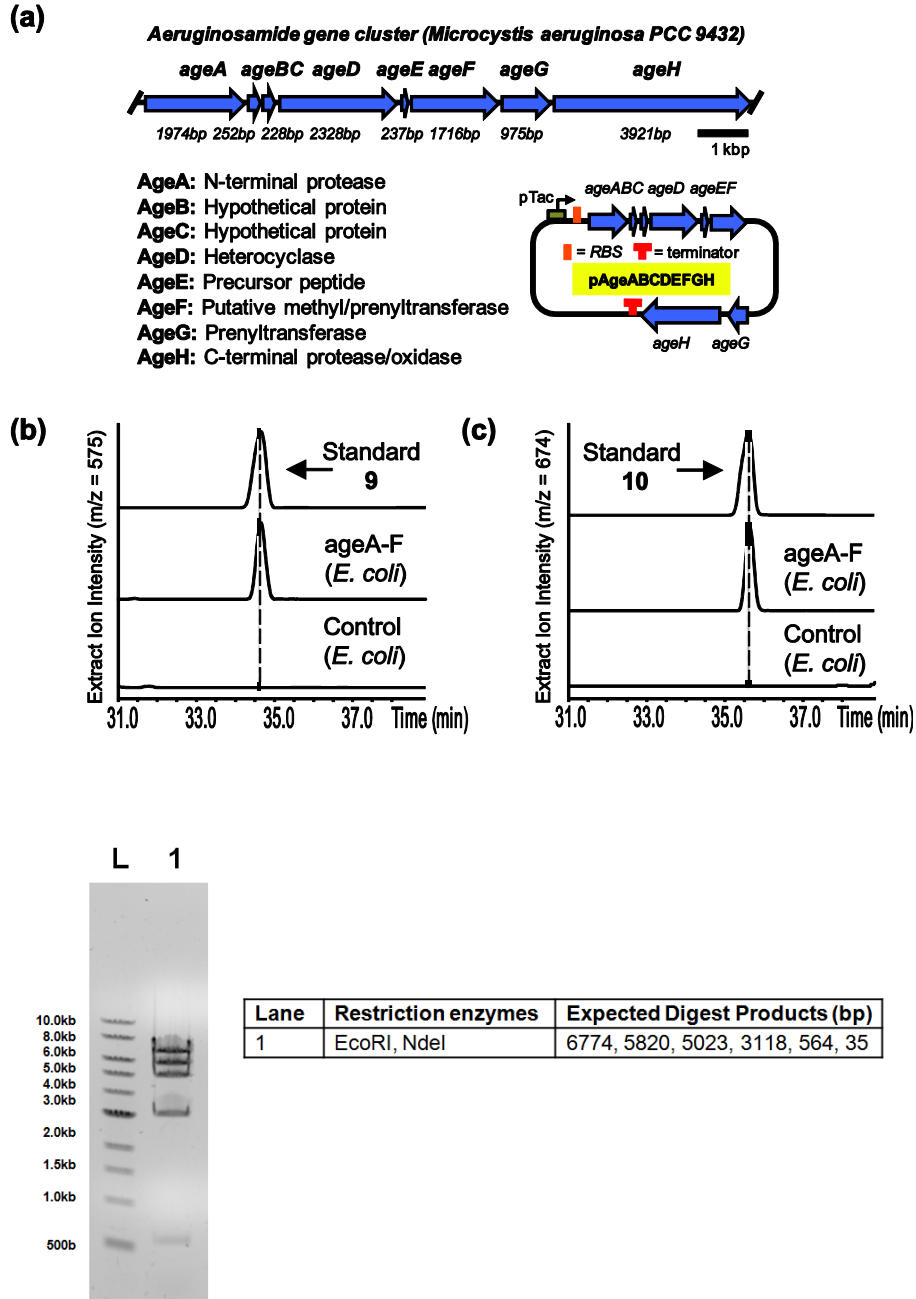 (a)
Aeruginosamide gene cluster (Microcystis aeruginosa PCC 9432)
ageA ageBC ageD ageE ageF ageG ageH
1974bp 252bp 228bp 2328bp 237bp 1716bp 975bp 3921bp
1 kbp
AgeA: N-terminal protease
AgeB: Hypothetical protein
AgeC: Hypothetical protein
AgeD: Heterocyclase
AgeE: Precursor peptide
AgeF: Putative methyl/prenyltransferase
AgeG: Prenyltransferase
AgeH: C-terminal protease/oxidase
pTac
ageABC ageD ageEF
= RBS = terminator
pAgeABCDEFGH
ageH ageG
(b)
Extract Ion Intensity (m/z = 575)
Standard
9
ageA-F
(E. coli)
Control
(E. coli)
31.0 33.0 35.0 37.0 Time (min)
(c)
Extract Ion Intensity (m/z = 674)
Standard
10
ageA-F
(E. coli)
Control
(E. coli)
31.0 33.0 35.0 37.0 Time (min)
L 1
10.0kb
8.0kb
6.0kb
5.0kb
4.0kb
3.0kb
2.0kb
1.5kb
1.0kb
500b
Lane Restriction enzymes Expected Digest Products (bp)
1 EcoRI, NdeI 6774, 5820, 5023, 3118, 564, 35